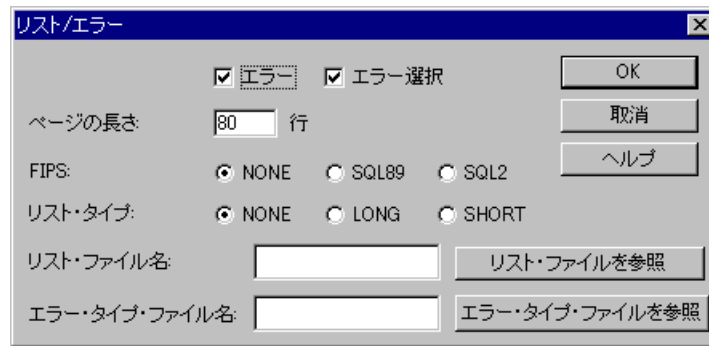 リスト/エラー
エラー エラー選択 OK
ページの長さ: 80 行 取消
FIPS: NONE SQL89 SQL2 ヘルプ
リスト・タイプ: NONE LONG SHORT
リスト・ファイル名: リスト・ファイルを参照
エラー・タイプ・ファイル名: エラー・タイプ・ファイルを参照